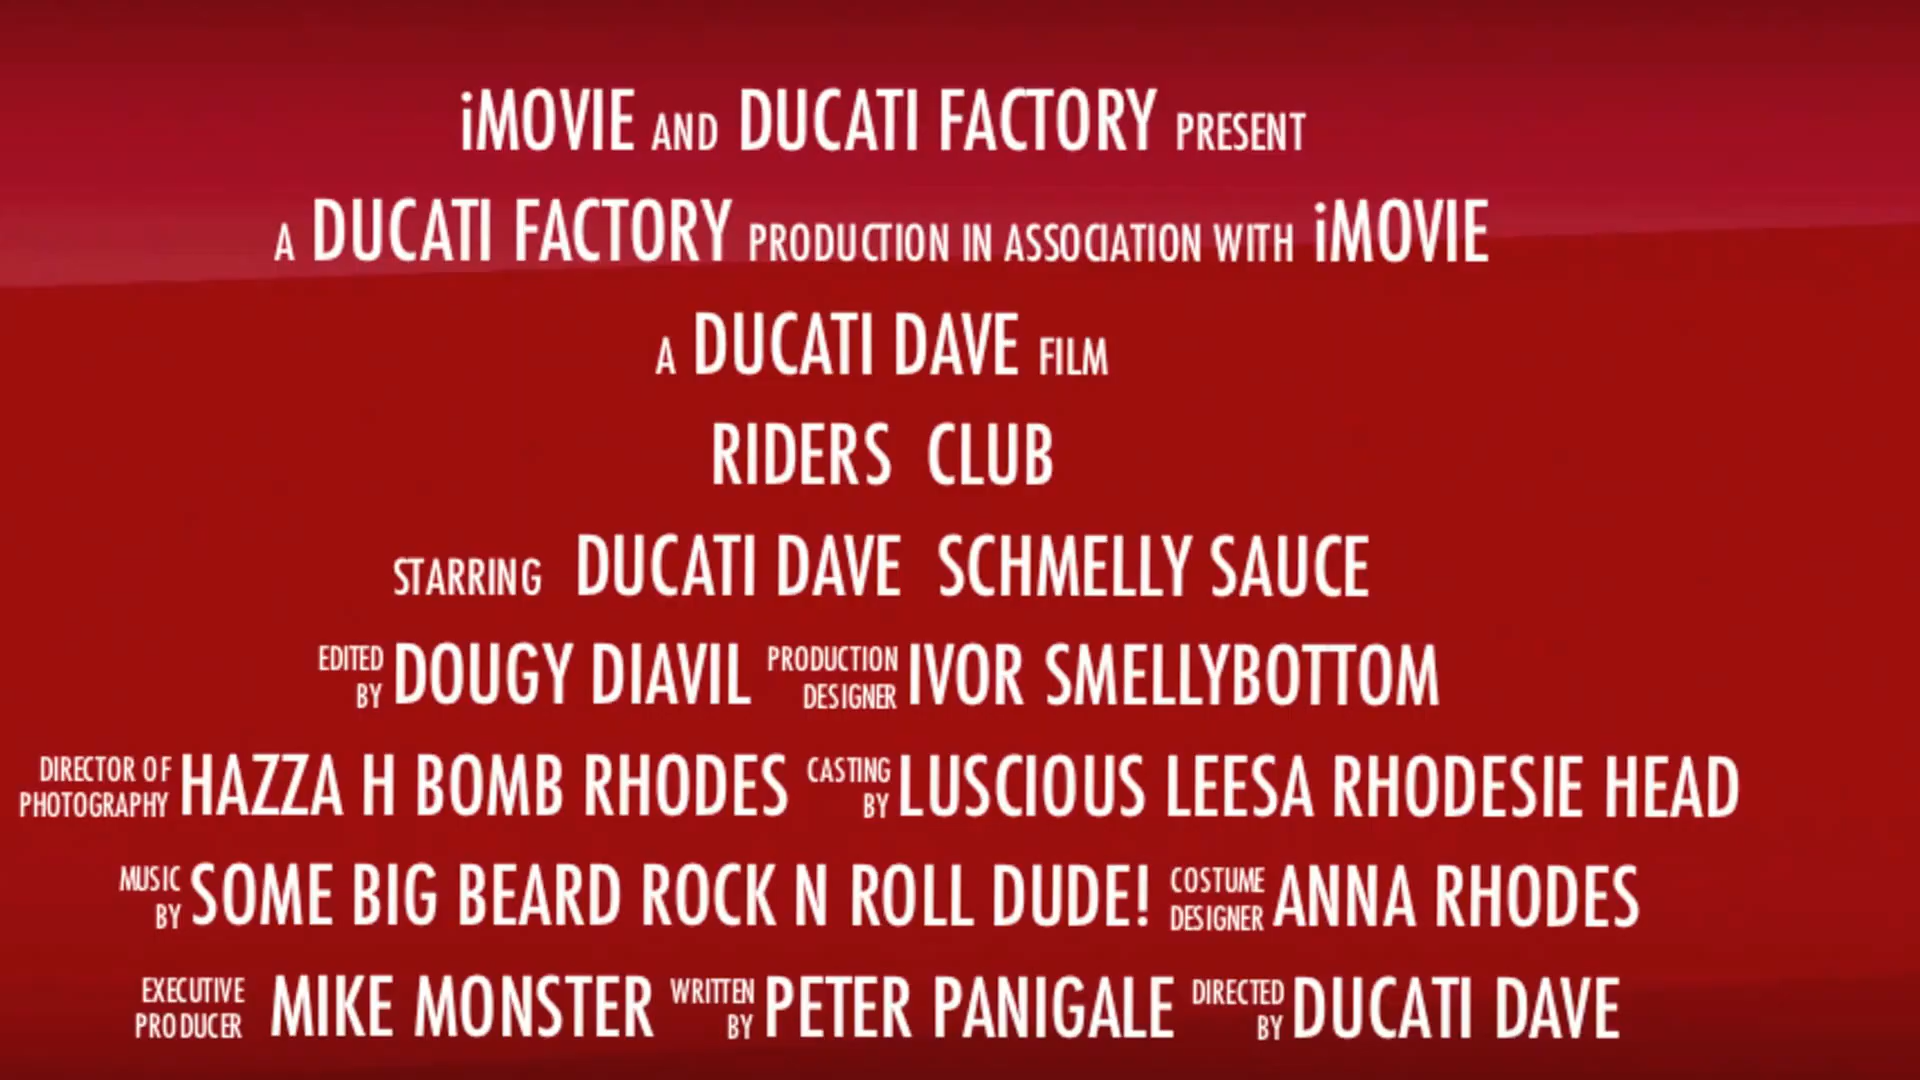 iMOVIE AND DUCATI FACTORY PRESENT
A DUCATI FACTORY PRODUCTION IN ASSOCIATION WITH iMOVIE
A DUCATI DAVE FILM
RIDERS CLUB
STARRING DUCATI DAVE SCHMELLY SAUCE
EDITED BY DOUGY DIAVIL PRODUCTION DESIGNER IVOR SMELLYBOTTOM
DIRECTOR OF PHOTOGRAPHY HAZZA H BOMB RHODES CASTING BY LUSCIOUS LEESA RHODESIE HEAD
MUSIC BY SOME BIG BEARD ROCK N ROLL DUDE! COSTUME DESIGNER ANNA RHODES
EXECUTIVE PRODUCER MIKE MONSTER WRITTEN BY PETER PANIGALE DIRECTED BY DUCATI DAVE